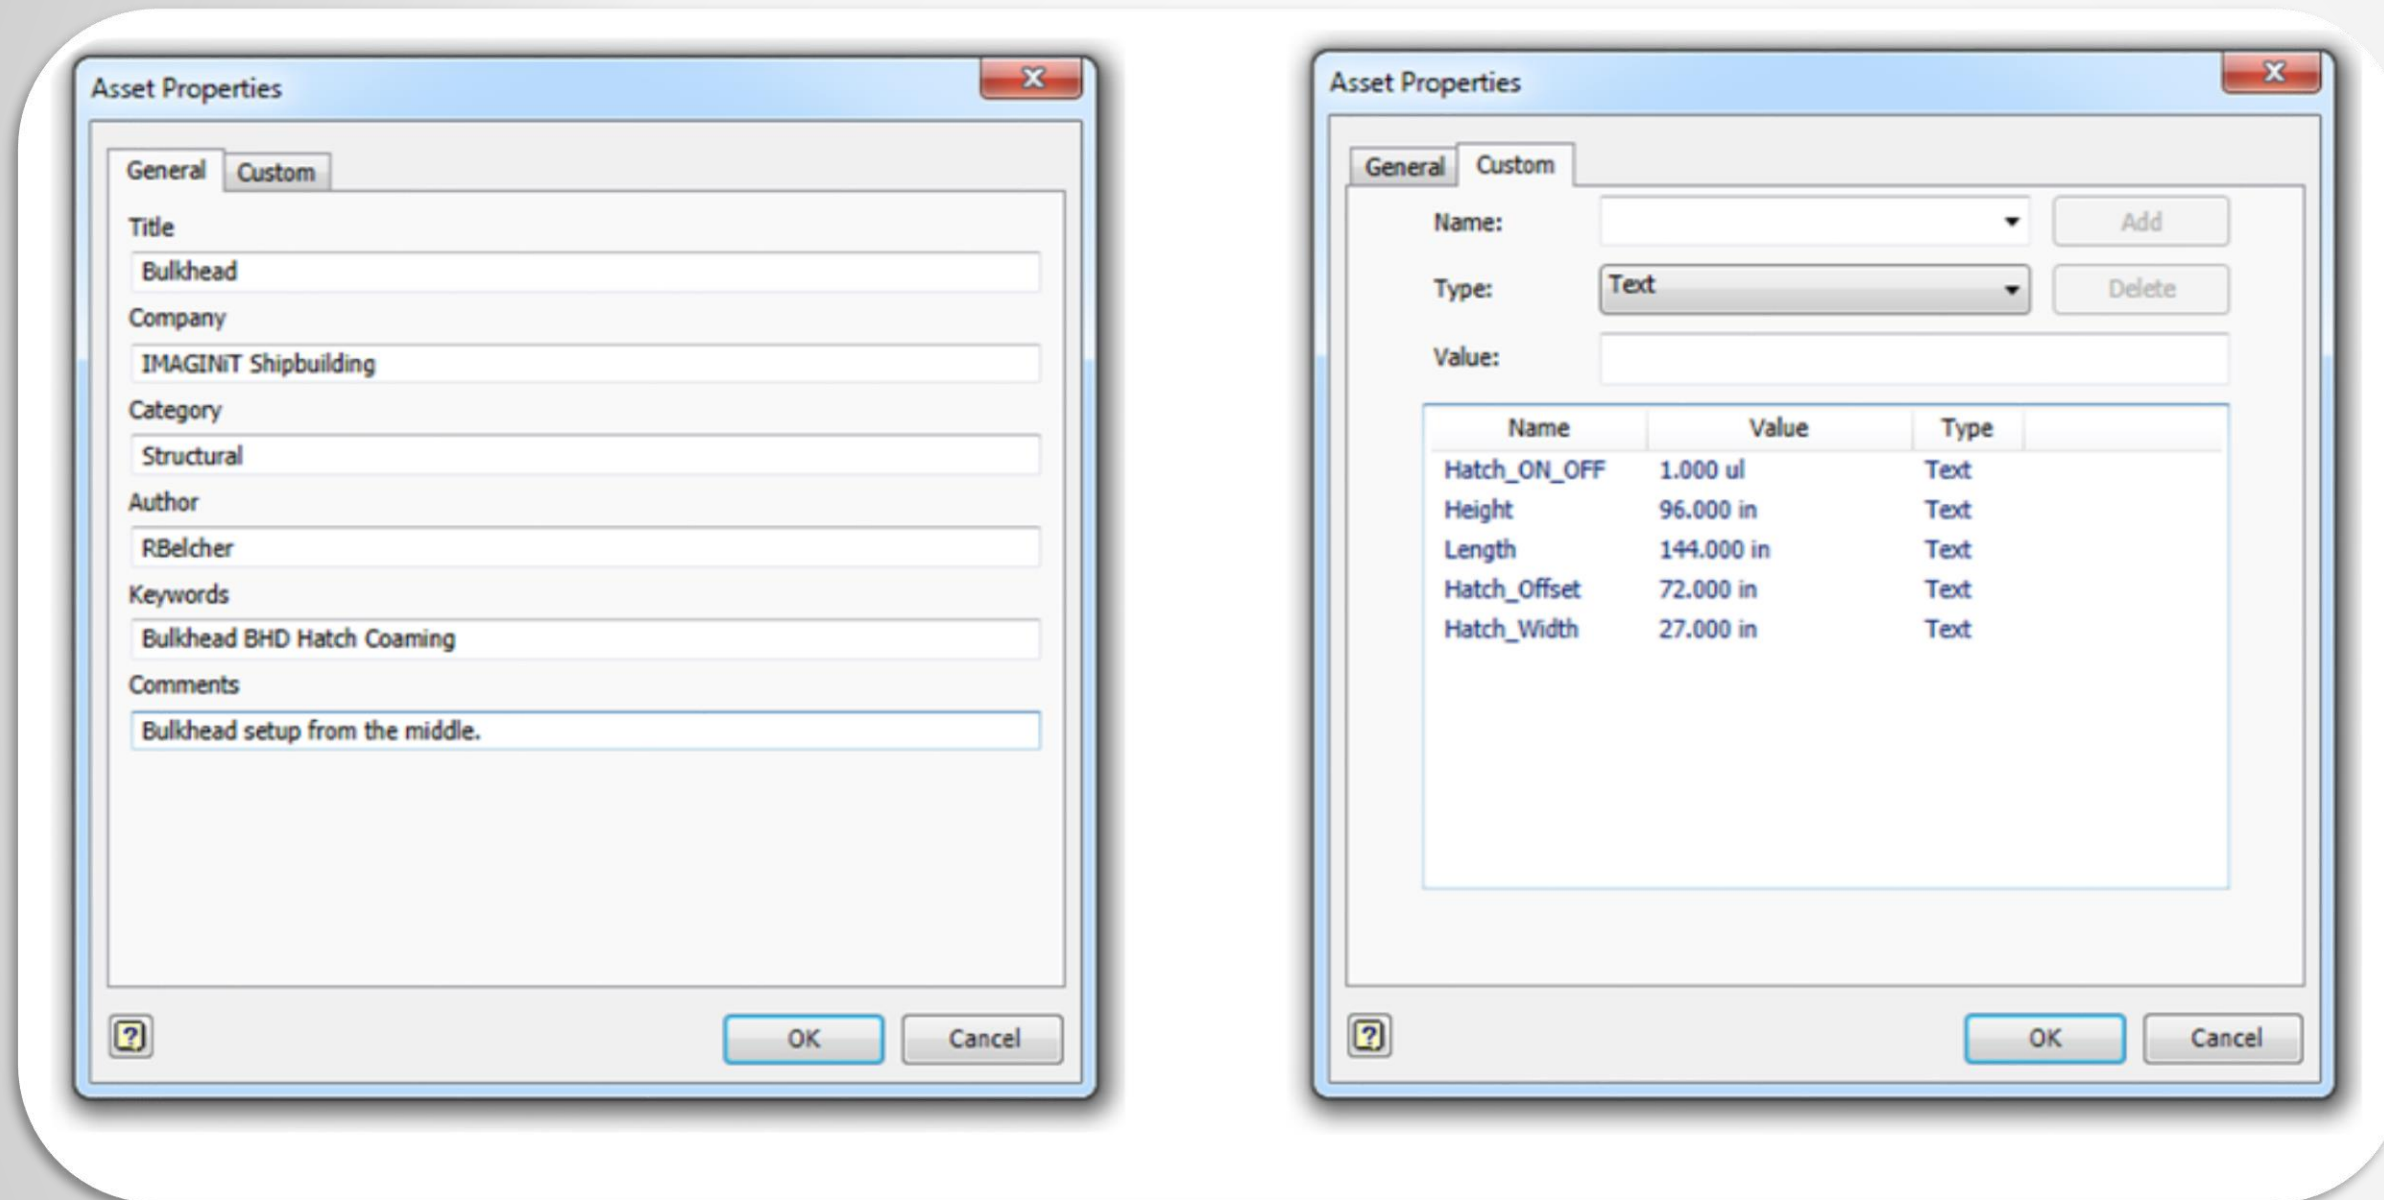 Asset Properties
General Custom
Title
Bulkhead
Company
IMAGINiT Shipbuilding
Category
Structural
Author
RBelcher
Keywords
Bulkhead BHD Hatch Coaming
Comments
Bulkhead setup from the middle.
OK Cancel
Asset Properties
General Custom
Name: Add
Type: Text Delete
Value:
Name Value Type
Hatch_ON_OFF 1.000 ul Text
Height 96.000 in Text
Length 144.000 in Text
Hatch_Offset 72.000 in Text
Hatch_Width 27.000 in Text
OK Cancel